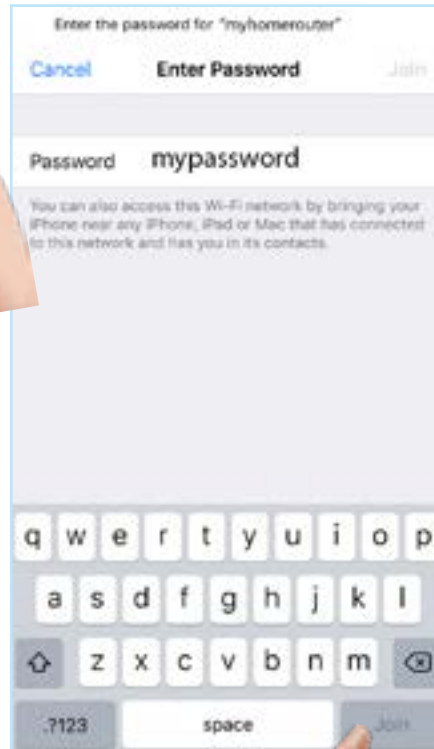 Enter the password for "myhomerouter"
Cancel Enter Password Join
Password mypassword
You can also access this Wi-Fi network by bringing your
iPhone near any iPhone, iPad or Mac that has connected
to this network and has you in its contacts.
q w e r t y u i o p
a s d f g h j k l
z x c v b n m
.?123 space Join